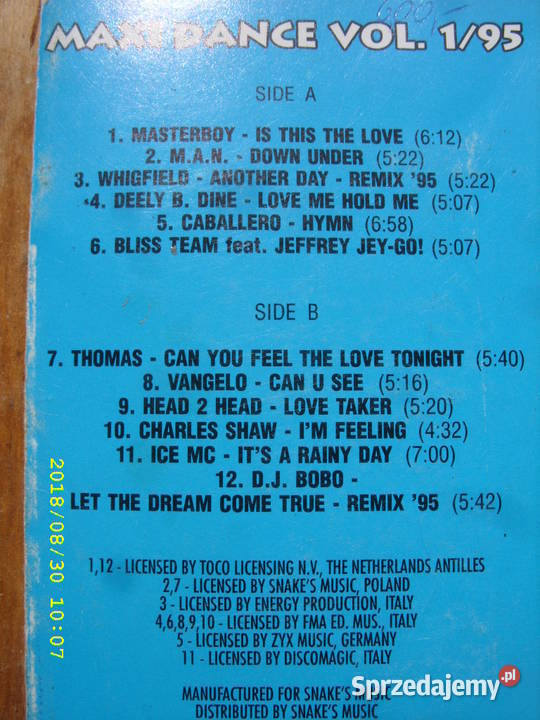 600,-
MAXI DANCE VOL. 1/95
SIDE A
1. MASTERBOY - IS THIS THE LOVE (6:12)
2. M.A.N. - DOWN UNDER (5:22)
3. WHIGFIELD - ANOTHER DAY - REMIX '95 (5:22)
4. DEELY B. DINE - LOVE ME HOLD ME (5:07)
5. CABALLERO - HYMN (6:58)
6. BLISS TEAM feat. JEFFREY JEY-GO! (5:07)
SIDE B
7. THOMAS - CAN YOU FEEL THE LOVE TONIGHT (5:40)
8. VANGELO - CAN U SEE (5:16)
9. HEAD 2 HEAD - LOVE TAKER (5:20)
10. CHARLES SHAW - I'M FEELING (4:32)
11. ICE MC - IT'S A RAINY DAY (7:00)
12. D.J. BOBO -
LET THE DREAM COME TRUE - REMIX '95 (5:42)
1,12 - LICENSED BY TOCO LICENSING N.V., THE NETHERLANDS ANTILLES
2,7 - LICENSED BY SNAKE'S MUSIC, POLAND
3 - LICENSED BY ENERGY PRODUCTION, ITALY
4,6,8,9,10 - LICENSED BY FMA ED. MUS., ITALY
5 - LICENSED BY ZYX MUSIC, GERMANY
11 - LICENSED BY DISCOMAGIC, ITALY
MANUFACTURED FOR SNAKE'S MUSIC
DISTRIBUTED BY SNAKE'S MUSIC
2018/08/30 10:07
Sprzedajemy.pl